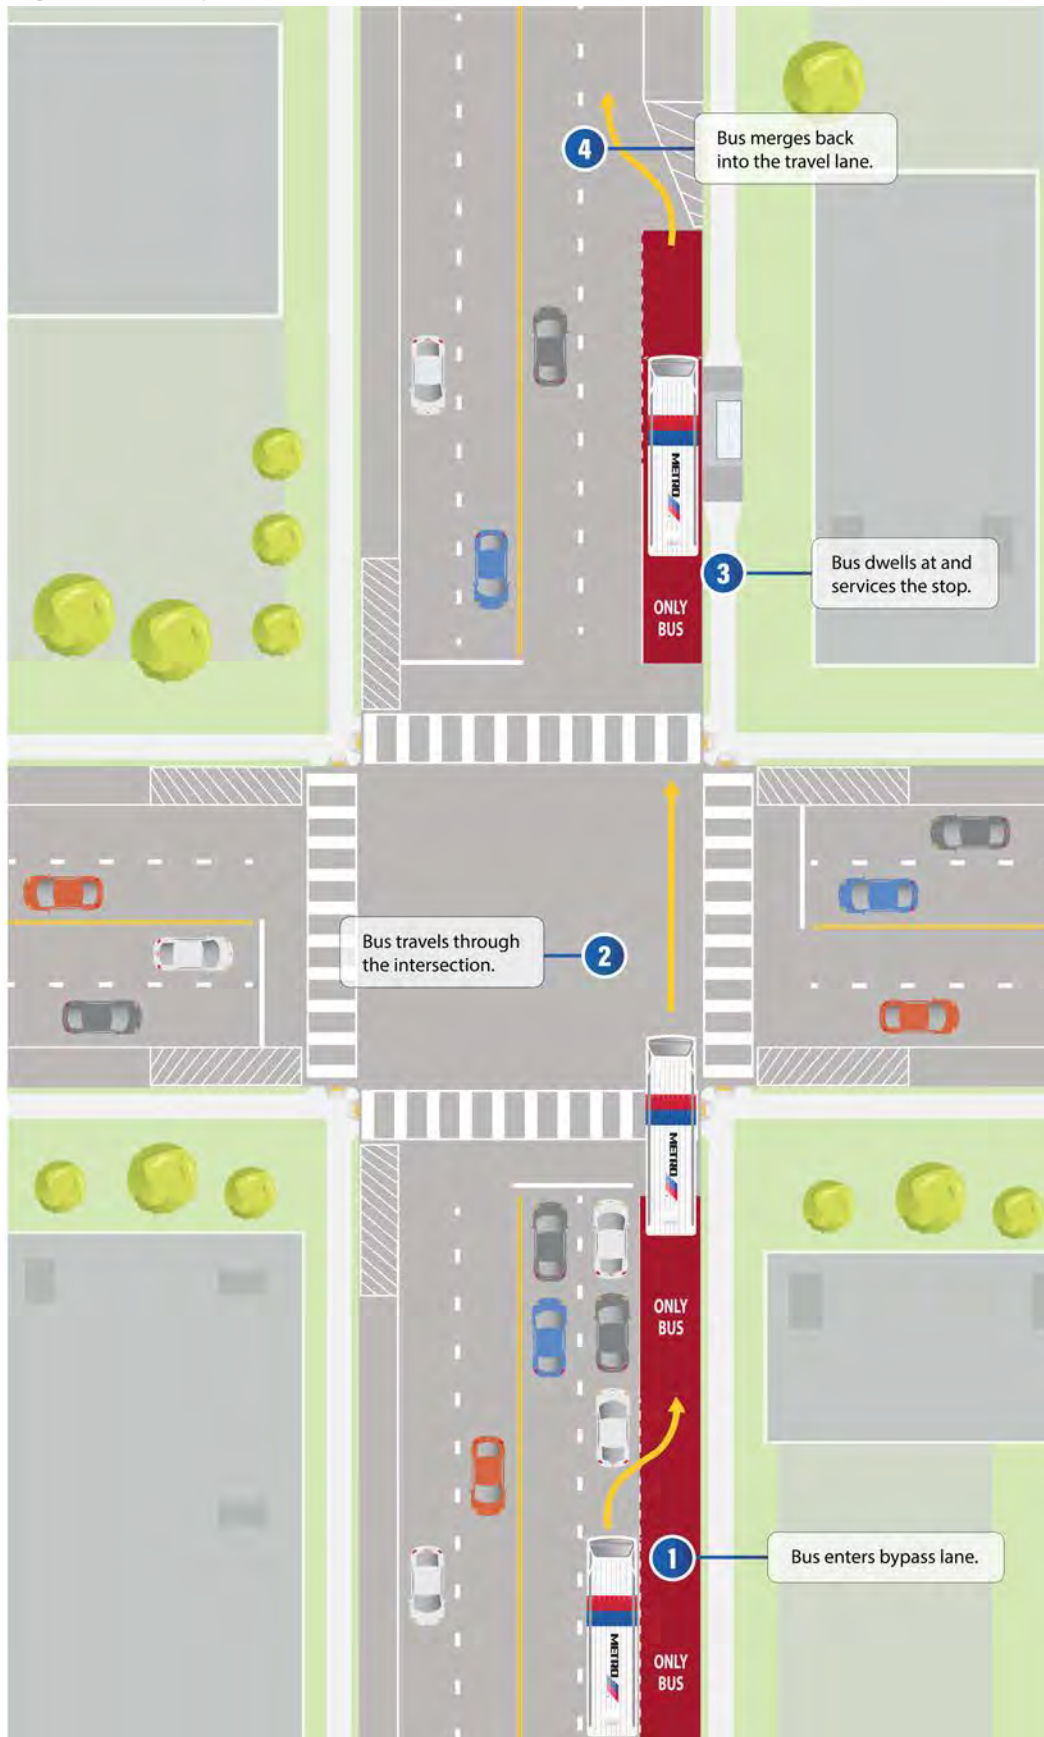 4
Bus merges back
into the travel lane.
METRO
3
Bus dwells at and
services the stop.
ONLY
BUS
Bus travels through
the intersection.
2
METRO
ONLY
BUS
1
Bus enters bypass lane.
METRO
ONLY
BUS